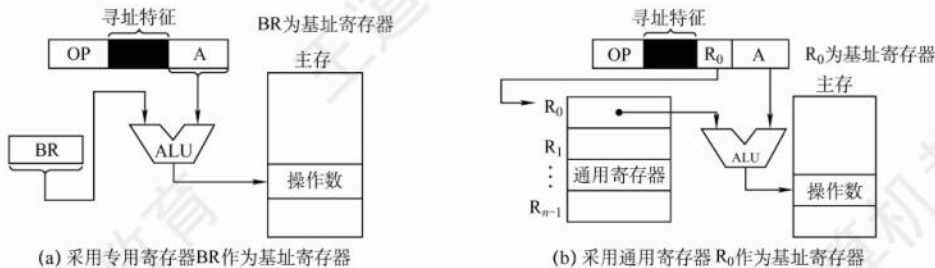 寻址特征
BR为基址寄存器
OP
A
主存
BR
ALU
操作数
(a) 采用专用寄存器BR作为基址寄存器
寻址特征
OP
R₀
A
R₀为基址寄存器
主存
R₀
R₁
⋮
通用寄存器
Rₙ₋₁
ALU
操作数
(b) 采用通用寄存器R₀作为基址寄存器